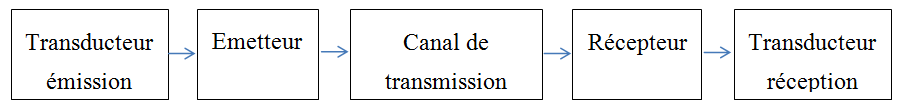 Transducteur
émission
Emetteur
Canal de
transmission
Récepteur
Transducteur
réception